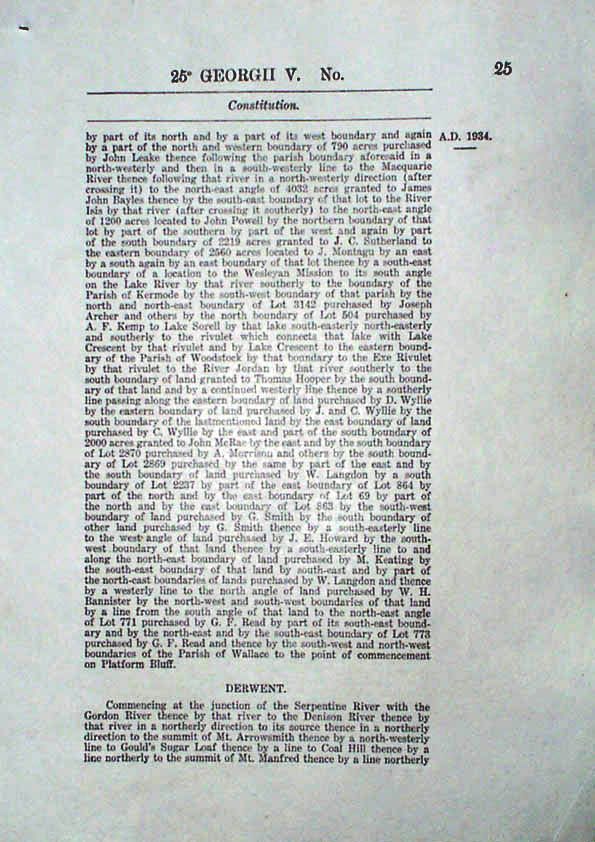 25° GEORGII V. No.
25
Constitution.
A.D. 1934.
by part of its north and by a part of its west boundary and again
by a part of the north and western boundary of 790 acres purchased
by John Leake thence following the parish boundary aforesaid in a
north-westerly and then in a south-westerly line to the Macquarie
River thence following that river in a north-westerly direction (after
crossing it) to the north-east angle of 4032 acres granted to James
John Bayles thence by the south-east boundary of that lot to the River
Isis by that river (after crossing it southerly) to the north-east angle
of 1200 acres located to John Powell by the northern boundary of that
lot by part of the southern by part of the west and again by part
of the south boundary of 2219 acres granted to J. C. Sutherland to
the eastern boundary of 2560 acres located to J. Montagu by an east
by a south again by an east boundary of that lot thence by a south-east
boundary of a location to the Wesleyan Mission to its south angle
on the Lake River by that river southerly to the boundary of the
Parish of Kermode by the south-west boundary of that parish by the
north and north-east boundary of Lot 3142 purchased by Joseph
Archer and others by the north boundary of Lot 504 purchased by
A. F. Kemp to Lake Sorell by that lake south-easterly north-easterly
and southerly to the rivulet which connects that lake with Lake
Crescent by that rivulet and by Lake Crescent to the eastern bound-
ary of the Parish of Woodstock by that boundary to the Exe Rivulet
by that rivulet to the River Jordan by that river southerly to the
south boundary of land granted to Thomas Hooper by the south bound-
ary of that land and by a continued westerly line thence by a southerly
line passing along the eastern boundary of land purchased by D. Wyllie
by the eastern boundary of land purchased by J. and C. Wyllie by the
south boundary of the lastmentioned land by the east boundary of land
purchased by C. Wyllie by the east and part of the south boundary of
2000 acres granted to John McRae by the east and by the south boundary
of Lot 2870 purchased by A. Morrison and others by the south bound-
ary of Lot 2869 purchased by the same by part of the east and by
the south boundary of land purchased by W. Langdon by a south
boundary of Lot 2237 by part of the east boundary of Lot 864 by
part of the north and by the east boundary of Lot 69 by part of
the north and by the east boundary of Lot 863 by the south-west
boundary of land purchased by G. Smith by the south boundary of
other land purchased by G. Smith thence by a south-easterly line
to the west angle of land purchased by J. E. Howard by the south-
west boundary of that land thence by a south-easterly line to and
along the north-east boundary of land purchased by M. Keating by
the south-east boundary of that land by south-east and by part of
the north-east boundaries of lands purchased by W. Langdon and thence
by a westerly line to the north angle of land purchased by W. H.
Bannister by the north-west and south-west boundaries of that land
by a line from the south angle of that land to the north-east angle
of Lot 771 purchased by G. F. Read by part of its south-east bound-
ary and by the north-east and by the south-east boundary of Lot 773
purchased by G. F. Read and thence by the south-west and north-west
boundaries of the Parish of Wallace to the point of commencement
on Platform Bluff.
DERWENT.
Commencing at the junction of the Serpentine River with the
Gordon River thence by that river to the Denison River thence by
that river in a northerly direction to its source thence in a northerly
direction to the summit of Mt. Arrowsmith thence by a north-westerly
line to Gould's Sugar Loaf thence by a line to Coal Hill thence by a
line northerly to the summit of Mt. Manfred thence by a line northerly